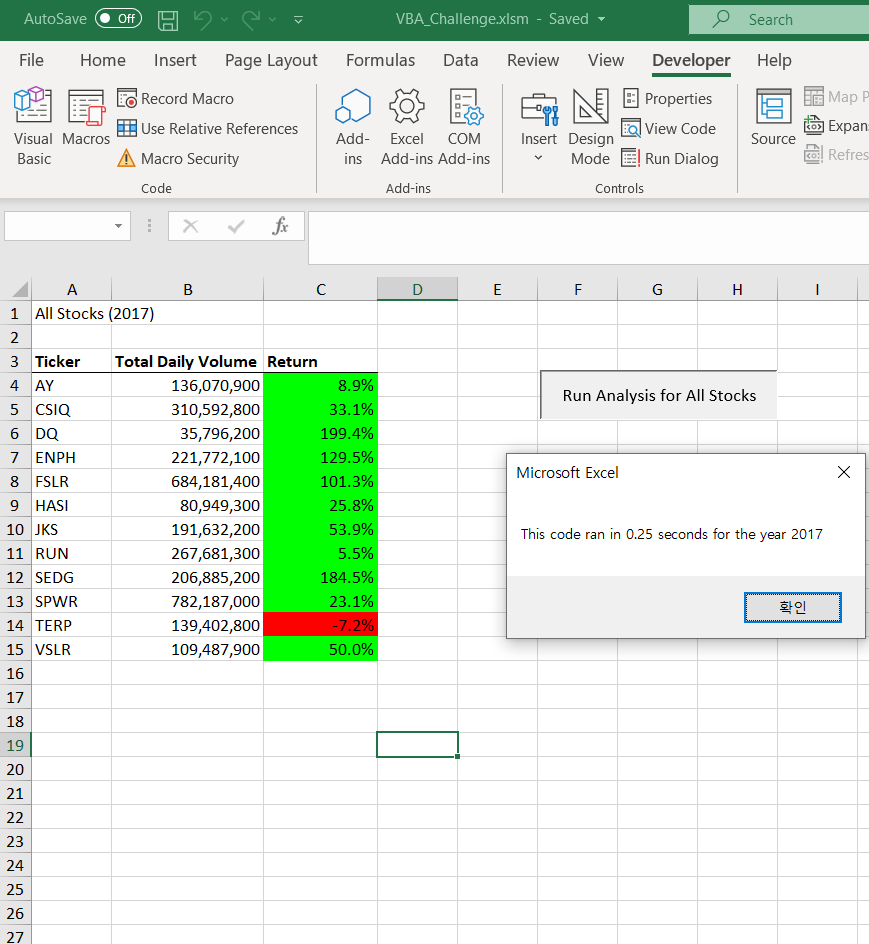 AutoSave Off VBA_Challenge.xlsm - Saved Search
File Home Insert Page Layout Formulas Data Review View Developer Help
Visual Basic
Macros
Record Macro
Use Relative References
Macro Security
Code
Add-ins
Excel Add-ins
COM Add-ins
Add-ins
Insert
Design Mode
Properties
View Code
Run Dialog
Controls
Source
Map P
Expan
Refres
fx
A B C D E F G H I
1 All Stocks (2017)
2
3 Ticker Total Daily Volume Return
4 AY 136,070,900 8.9%
5 CSIQ 310,592,800 33.1%
6 DQ 35,796,200 199.4%
7 ENPH 221,772,100 129.5%
8 FSLR 684,181,400 101.3%
9 HASI 80,949,300 25.8%
10 JKS 191,632,200 53.9%
11 RUN 267,681,300 5.5%
12 SEDG 206,885,200 184.5%
13 SPWR 782,187,000 23.1%
14 TERP 139,402,800 -7.2%
15 VSLR 109,487,900 50.0%
16
17
18
19
20
21
22
23
24
25
26
27
Run Analysis for All Stocks
Microsoft Excel
This code ran in 0.25 seconds for the year 2017
확인